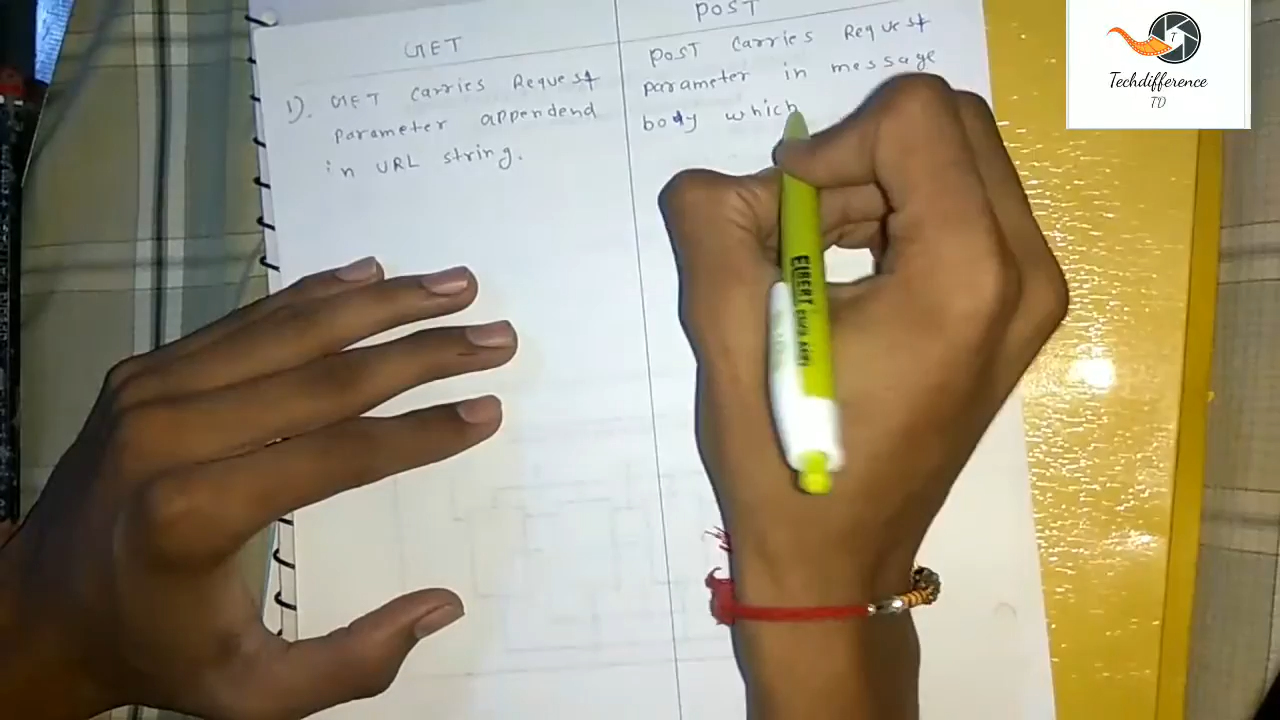 GET
1). GET carries Request
parameter appendend
in URL string.
POST
POST carries Request
parameter in message
body which
ELBERT
T
Techdifference
TD